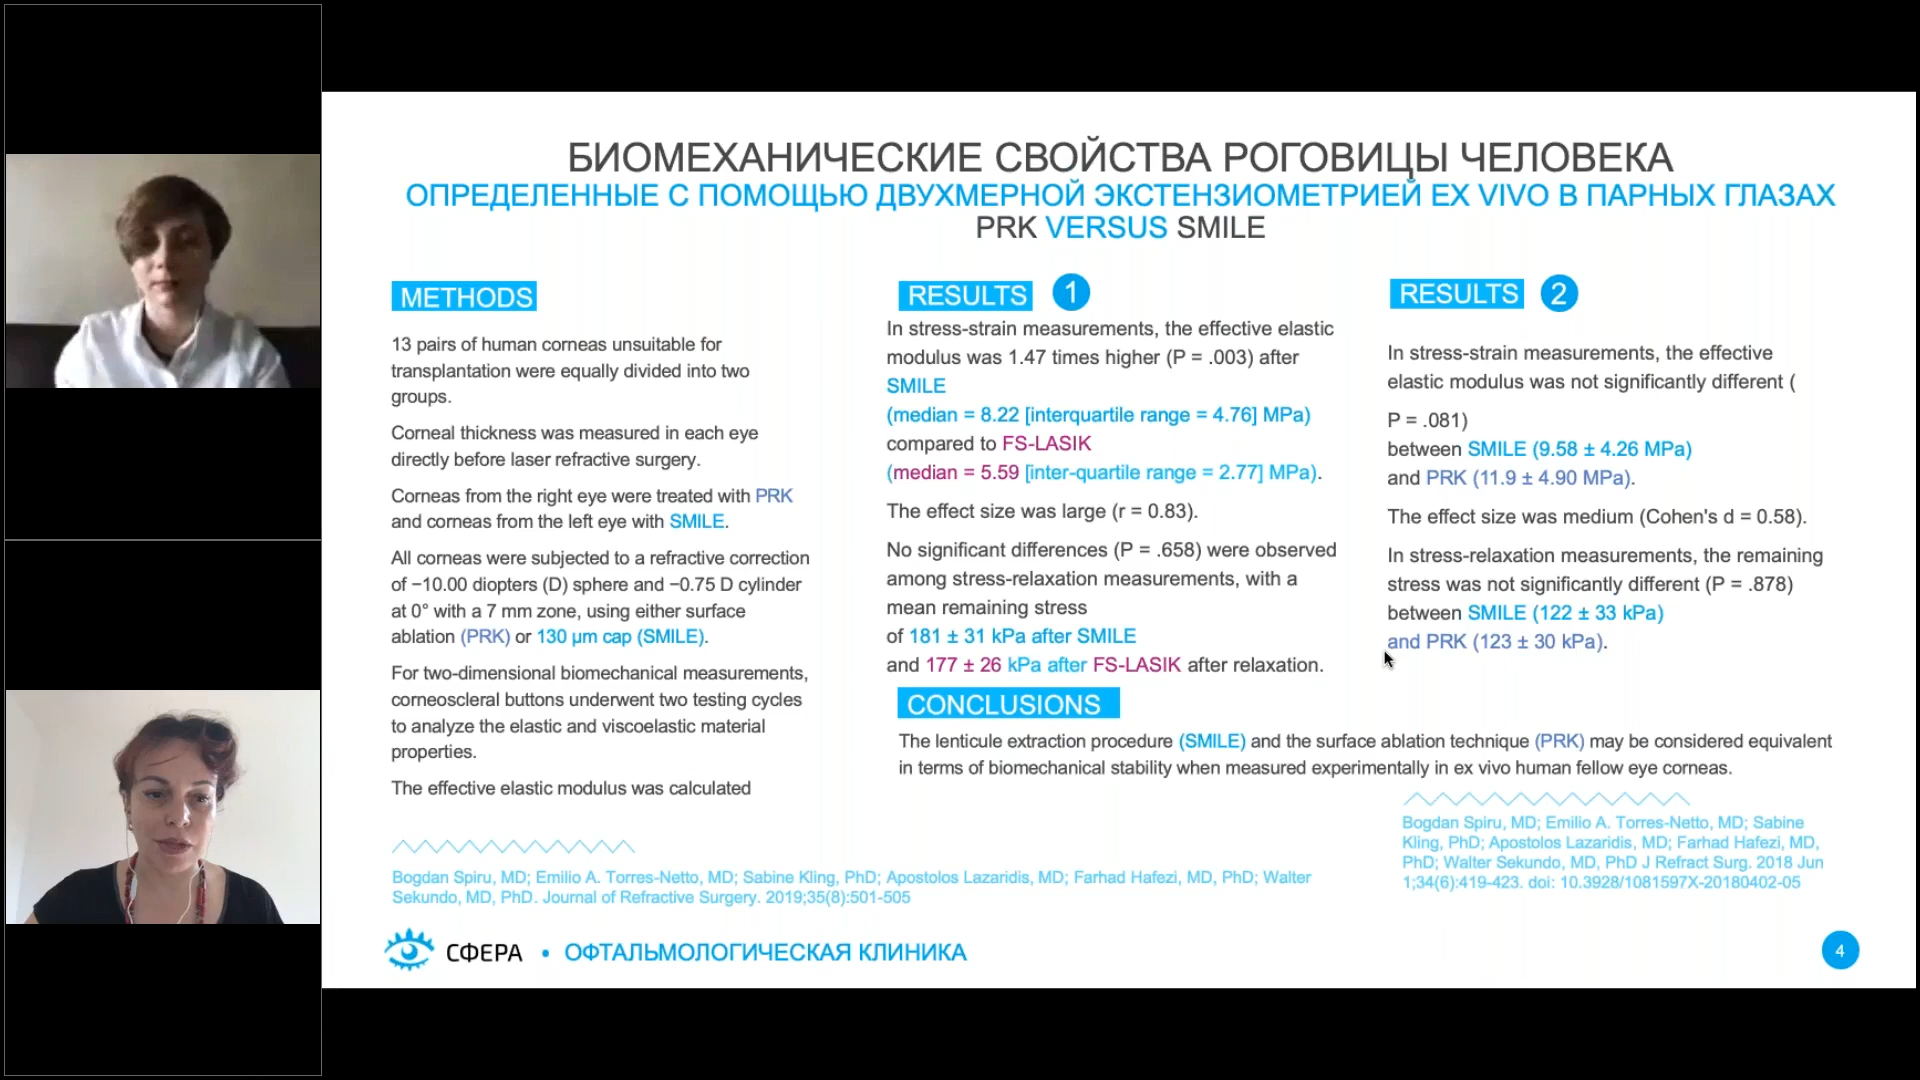 БИОМЕХАНИЧЕСКИЕ СВОЙСТВА РОГОВИЦЫ ЧЕЛОВЕКА
ОПРЕДЕЛЕННЫЕ С ПОМОЩЬЮ ДВУХМЕРНОЙ ЭКСТЕНЗИОМЕТРИЕЙ EX VIVO В ПАРНЫХ ГЛАЗАХ
PRK VERSUS SMILE
METHODS
13 pairs of human corneas unsuitable for
transplantation were equally divided into two
groups.
Corneal thickness was measured in each eye
directly before laser refractive surgery.
Corneas from the right eye were treated with PRK
and corneas from the left eye with SMILE.
All corneas were subjected to a refractive correction
of −10.00 diopters (D) sphere and −0.75 D cylinder
at 0° with a 7 mm zone, using either surface
ablation (PRK) or 130 µm cap (SMILE).
For two-dimensional biomechanical measurements,
corneoscleral buttons underwent two testing cycles
to analyze the elastic and viscoelastic material
properties.
The effective elastic modulus was calculated
Bogdan Spiru, MD; Emilio A. Torres-Netto, MD; Sabine Kling, PhD; Apostolos Lazaridis, MD; Farhad Hafezi, MD, PhD; Walter
Sekundo, MD, PhD. Journal of Refractive Surgery. 2019;35(8):501-505
RESULTS 1
In stress-strain measurements, the effective elastic
modulus was 1.47 times higher (P = .003) after
SMILE
(median = 8.22 [interquartile range = 4.76] MPa)
compared to FS-LASIK
(median = 5.59 [inter-quartile range = 2.77] MPa).
The effect size was large (r = 0.83).
No significant differences (P = .658) were observed
among stress-relaxation measurements, with a
mean remaining stress
of 181 ± 31 kPa after SMILE
and 177 ± 26 kPa after FS-LASIK after relaxation.
RESULTS 2
In stress-strain measurements, the effective
elastic modulus was not significantly different (
P = .081)
between SMILE (9.58 ± 4.26 MPa)
and PRK (11.9 ± 4.90 MPa).
The effect size was medium (Cohen's d = 0.58).
In stress-relaxation measurements, the remaining
stress was not significantly different (P = .878)
between SMILE (122 ± 33 kPa)
and PRK (123 ± 30 kPa).
CONCLUSIONS
The lenticule extraction procedure (SMILE) and the surface ablation technique (PRK) may be considered equivalent
in terms of biomechanical stability when measured experimentally in ex vivo human fellow eye corneas.
Bogdan Spiru, MD; Emilio A. Torres-Netto, MD; Sabine
Kling, PhD; Apostolos Lazaridis, MD; Farhad Hafezi, MD,
PhD; Walter Sekundo, MD, PhD J Refract Surg. 2018 Jun
1;34(6):419-423. doi: 10.3928/1081597X-20180402-05
СФЕРА • ОФТАЛЬМОЛОГИЧЕСКАЯ КЛИНИКА
4